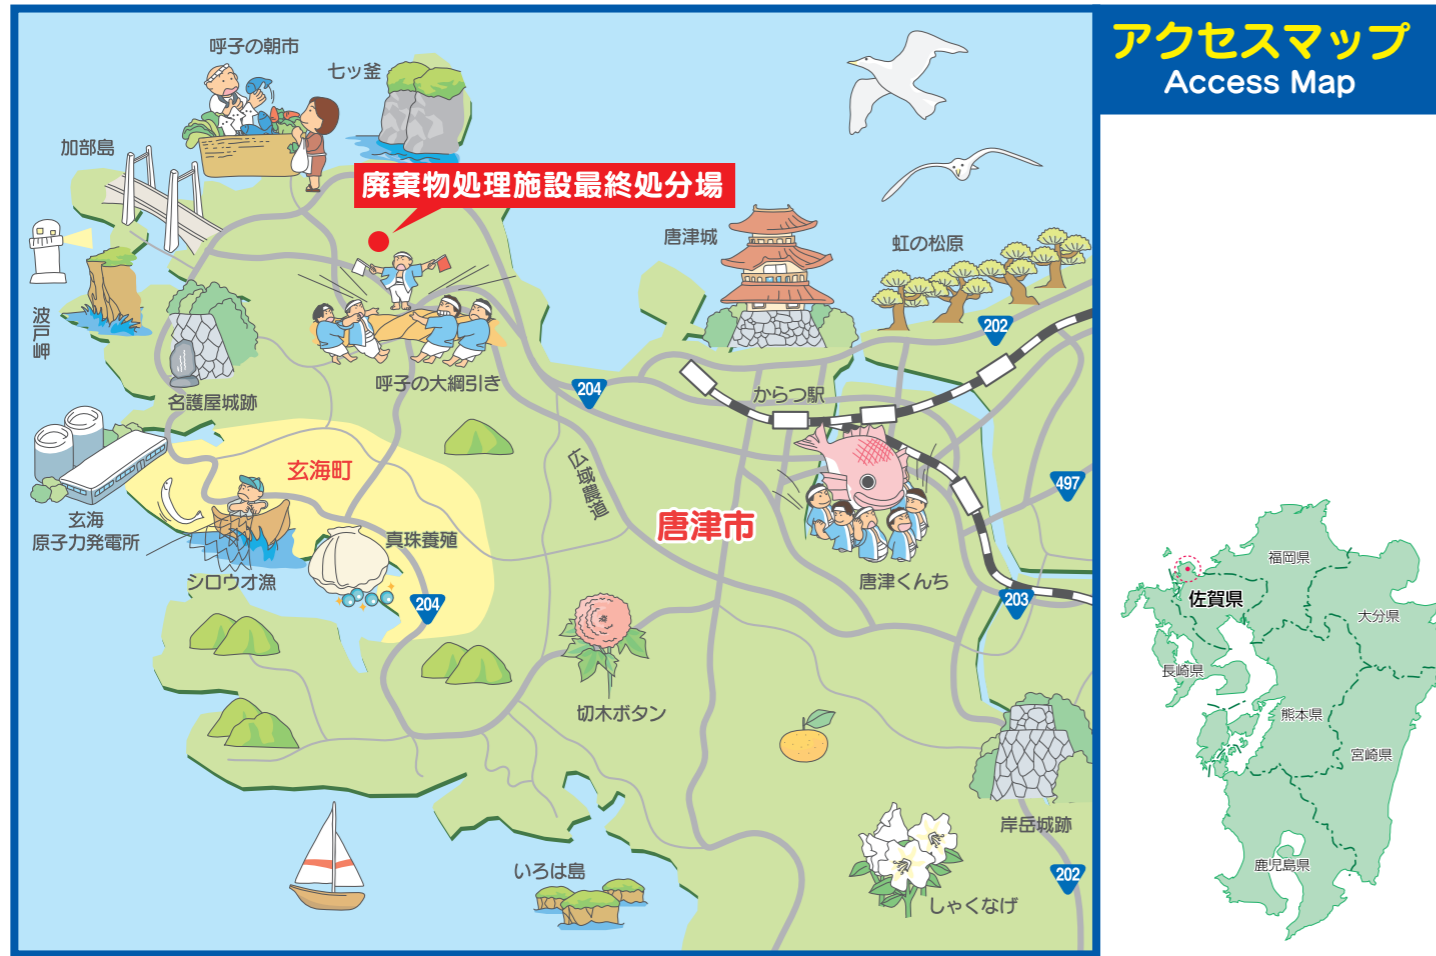 アクセスマップ
Access Map
呼子の朝市
七ッ釜
加部島
廃棄物処理施設最終処分場
唐津城
虹の松原
波戸岬
202
呼子の大綱引き
204
からつ駅
名護屋城跡
玄海町
広域農道
497
唐津市
玄海
原子力発電所
真珠養殖
シロウオ漁
唐津くんち
204
203
切木ボタン
岸岳城跡
いろは島
202
しゃくなげ
福岡県
佐賀県
大分県
長崎県
熊本県
宮崎県
鹿児島県